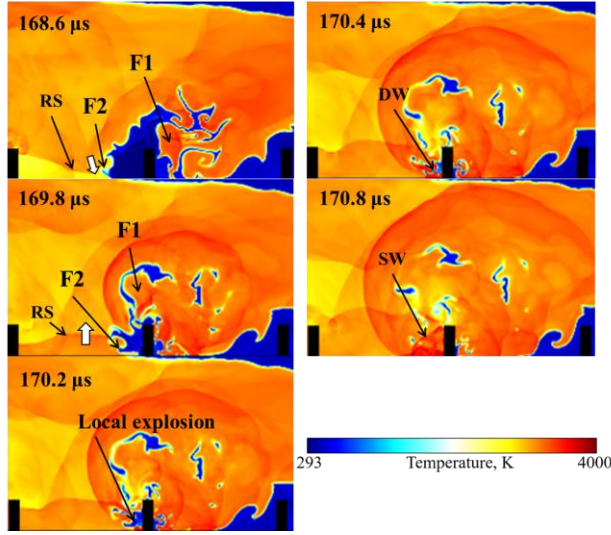 168.6 μs
F1
RS
F2
169.8 μs
F1
F2
RS
170.2 μs
Local explosion
170.4 μs
DW
170.8 μs
SW
293
Temperature, K
4000